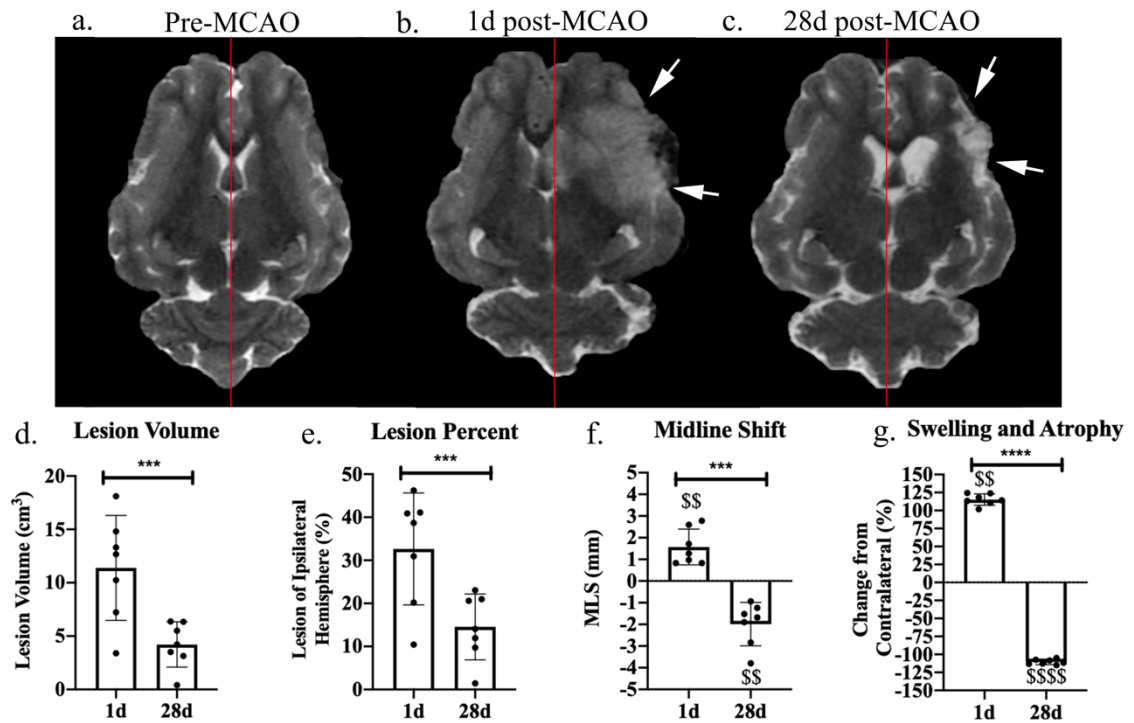 a. Pre-MCAO b. 1d post-MCAO c. 28d post-MCAO
d. Lesion Volume
***
Lesion Volume (cm³)
20
15
10
5
0
1d 28d
e. Lesion Percent
***
Lesion of Ipsilateral
Hemisphere (%)
50
40
30
20
10
0
1d 28d
f. Midline Shift
***
$$
MLS (mm)
5
4
3
2
1
0
-1
-2
-3
-4
-5
$$
1d 28d
g. Swelling and Atrophy
****
$$
Change from
Contralateral (%)
150
125
100
75
50
25
0
-25
-50
-75
-100
-125
-150
$$$$
1d 28d